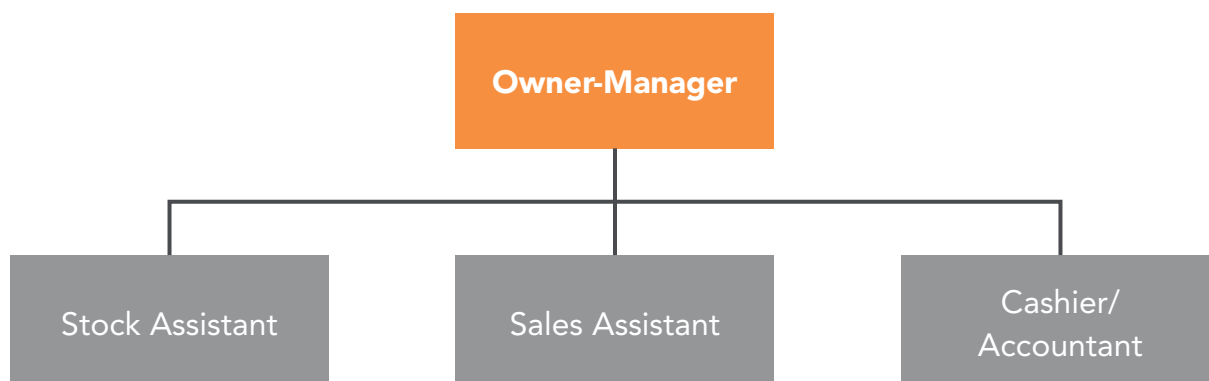 Owner-Manager
Stock Assistant
Sales Assistant
Cashier/
Accountant